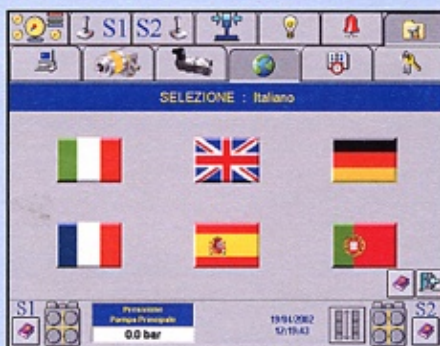 S1 S2
SELEZIONE : Italiano
S1
Pressione
Pompa Principale
0.0 bar
19/04/2002
12:19:43
S2